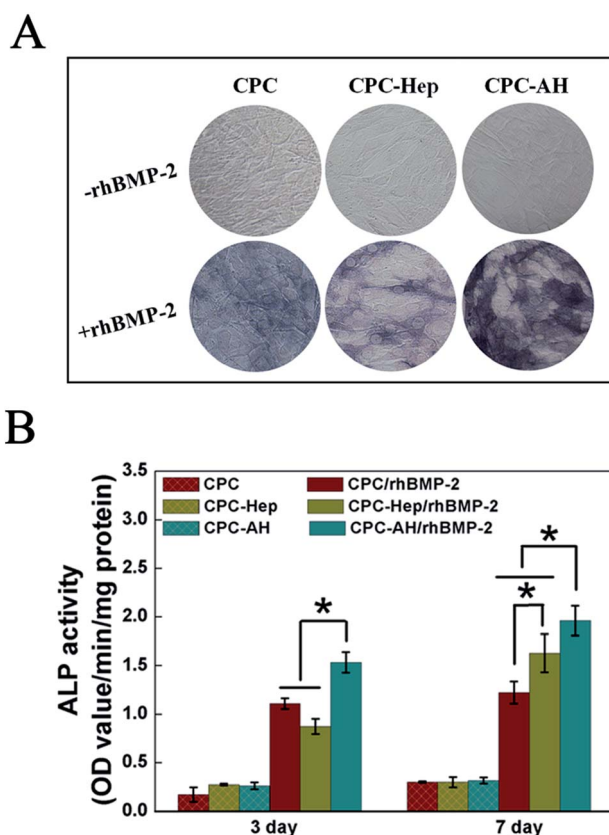 A
CPC CPC-Hep CPC-AH
-rhBMP-2
+rhBMP-2
B
ALP activity
(OD value/min/mg protein)
3.5
3.0
2.5
2.0
1.5
1.0
0.5
0.0
CPC CPC/rhBMP-2
CPC-Hep CPC-Hep/rhBMP-2
CPC-AH CPC-AH/rhBMP-2
* * *
3 day 7 day